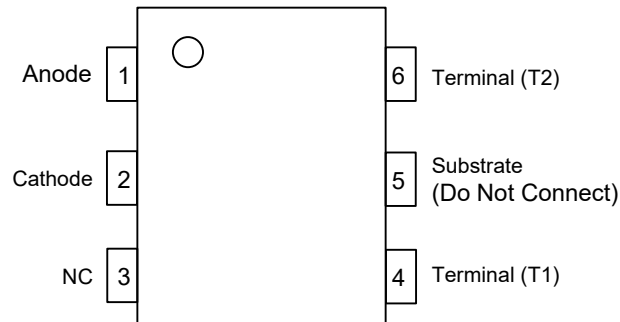 Anode 1
Cathode 2
NC 3
6 Terminal (T2)
5 Substrate
(Do Not Connect)
4 Terminal (T1)